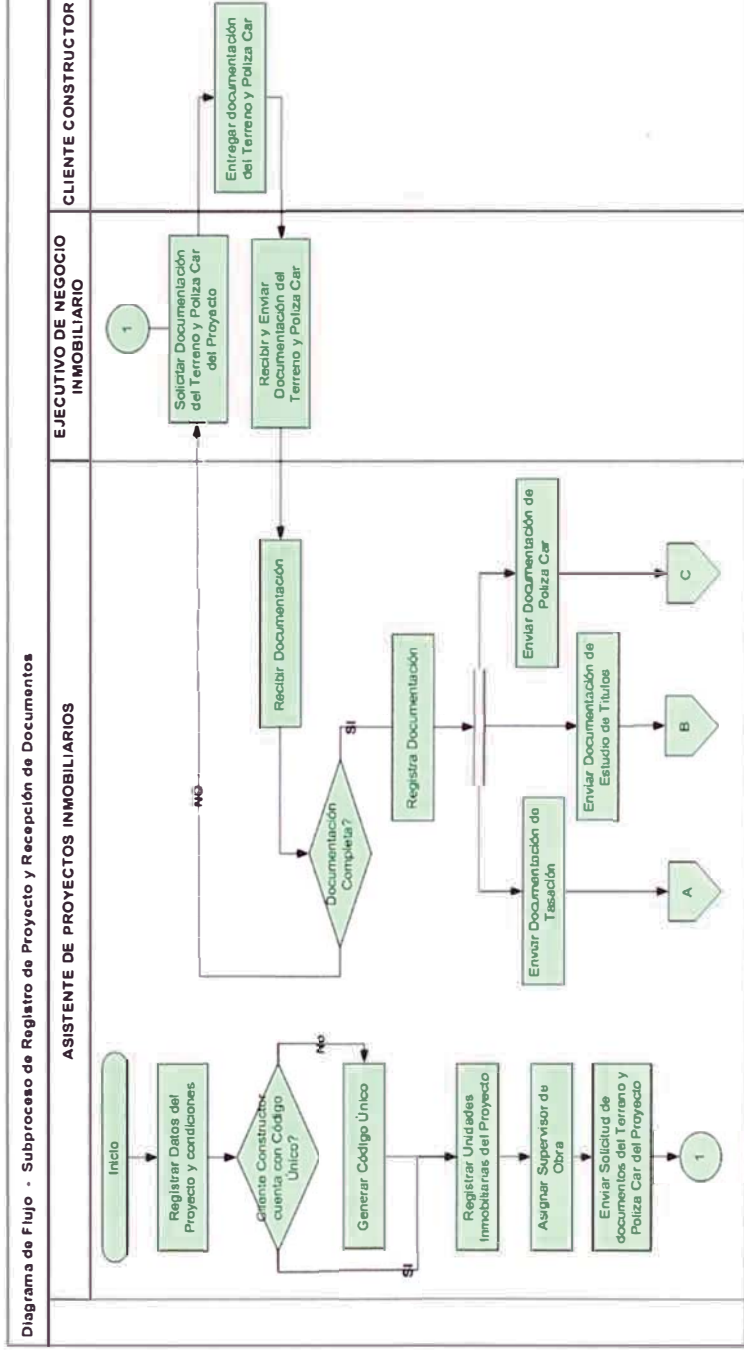 Diagrama de Flujo - Subproceso de Registro de Proyecto y Recepción de Documentos
ASISTENTE DE PROYECTOS INMOBILIARIOS
EJECUTIVO DE NEGOCIO
INMOBILIARIO
CLIENTE CONSTRUCTOR
Inicio
Registrar Datos del
Proyecto y condiciones
Cliente Constructor
cuenta con Código
Único?
No
Generar Código Único
SI
Registrar Unidades
Inmobiliarias del Proyecto
Asignar Supervisor de
Obra
Enviar Solicitud de
documentos del Terreno y
Poliza Car del Proyecto
1
1
Solicitar Documentación
del Terreno y Poliza Car
del Proyecto
Entregar documentación
del Terreno y Poliza Car
Recibir y Enviar
Documentación del
Terreno y Poliza Car
Recibir Documentación
Documentación
Completa?
NO
SI
Registra Documentación
Enviar Documentación de
Tasación
Enviar Documentación de
Estudio de Titulos
Enviar Documentación de
Poliza Car
A
B
C